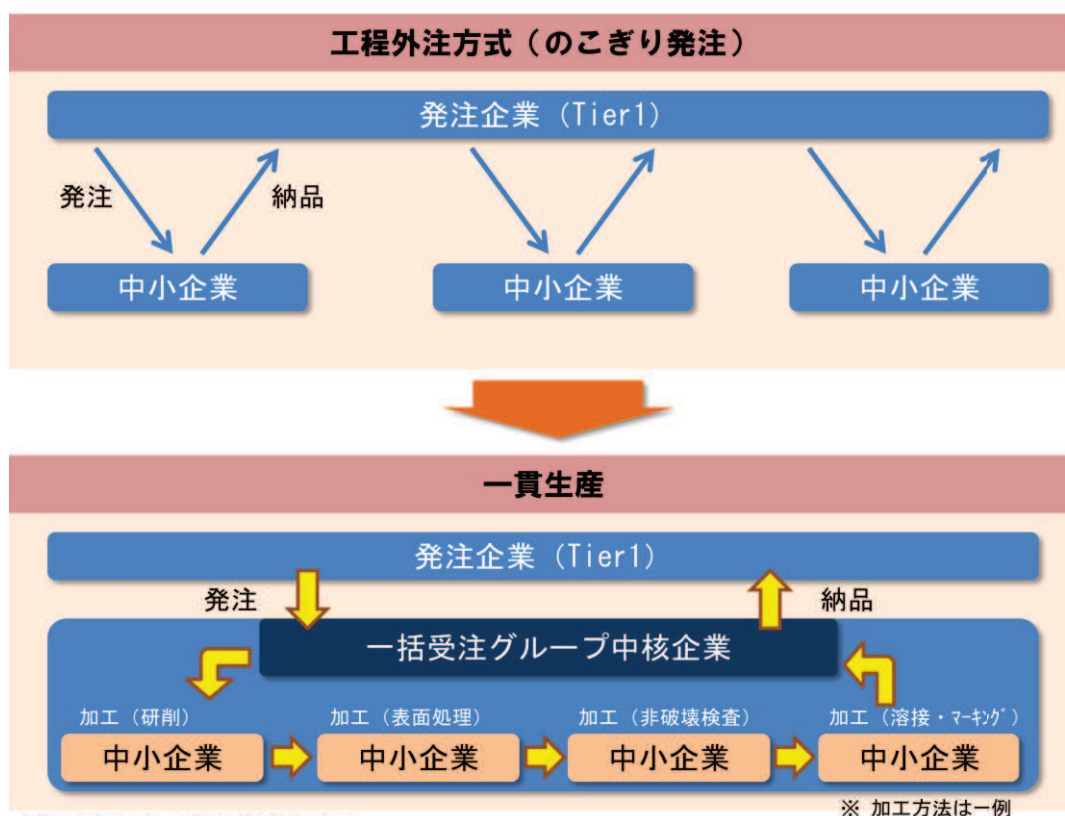 工程外注方式（のこぎり発注）
発注企業（Tier1）
発注
納品
中小企業
中小企業
中小企業
一貫生産
発注企業（Tier1）
発注
納品
一括受注グループ中核企業
加工（研削）
加工（表面処理）
加工（非破壊検査）
加工（溶接・ﾏｰｷﾝｸﾞ）
中小企業
中小企業
中小企業
中小企業
※ 加工方法は一例